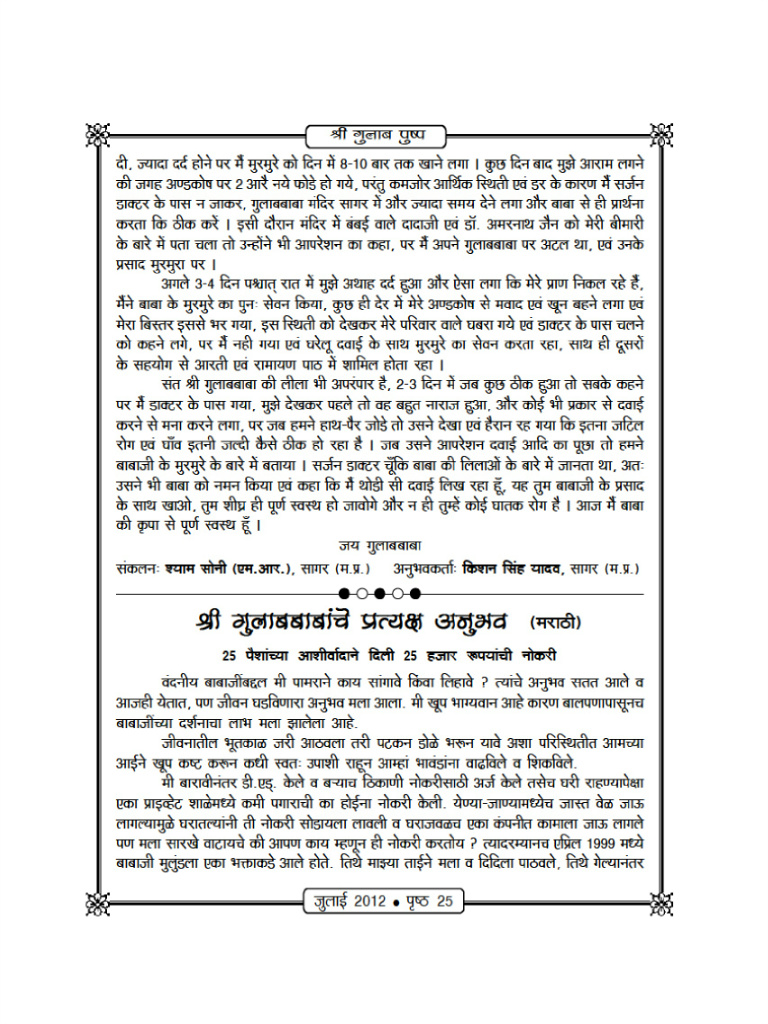 श्री गुलाब पुष्प
दी, ज्यादा दर्द होने पर मैं मुरमुरे को दिन में 8-10 बार तक खाने लगा । कुछ दिन बाद मुझे आराम लगने
की जगह अण्डकोष पर 2 आरै नये फोडे हो गये, परंतु कमजोर आर्थिक स्थिती एवं डर के कारण मैं सर्जन
डाक्टर के पास न जाकर, गुलाबबाबा मंदिर सागर में और ज्यादा समय देने लगा और बाबा से ही प्रार्थना
करता कि ठीक करें । इसी दौरान मंदिर में बंबई वाले दादाजी एवं डॉ. अमरनाथ जैन को मेरी बीमारी
के बारे में पता चला तो उन्होंने भी आपरेशन का कहा, पर मैं अपने गुलाबबाबा पर अटल था, एवं उनके
प्रसाद मुरमुरा पर ।
अगले 3-4 दिन पश्चात् रात में मुझे अथाह दर्द हुआ और ऐसा लगा कि मेरे प्राण निकल रहे हैं,
मैंने बाबा के मुरमुरे का पुनः सेवन किया, कुछ ही देर में मेरे अण्डकोष से मवाद एवं खून बहने लगा एवं
मेरा बिस्तर इससे भर गया, इस स्थिती को देखकर मेरे परिवार वाले घबरा गये एवं डाक्टर के पास चलने
को कहने लगे, पर मैं नही गया एवं घरेलू दवाई के साथ मुरमुरे का सेवन करता रहा, साथ ही दूसरों
के सहयोग से आरती एवं रामायण पाठ में शामिल होता रहा ।
संत श्री गुलाबबाबा की लीला भी अपरंपार है, 2-3 दिन में जब कुछ ठीक हुआ तो सबके कहने
पर मैं डाक्टर के पास गया, मुझे देखकर पहले तो वह बहुत नाराज हुआ, और कोई भी प्रकार से दवाई
करने से मना करने लगा, पर जब हमने हाथ-पैर जोडे तो उसने देखा एवं हैरान रह गया कि इतना जटिल
रोग एवं घाँव इतनी जल्दी कैसे ठीक हो रहा है । जब उसने आपरेशन दवाई आदि का पूछा तो हमने
बाबाजी के मुरमुरे के बारे में बताया । सर्जन डाक्टर चूँकि बाबा की लिलाओं के बारे में जानता था, अतः
उसने भी बाबा को नमन किया एवं कहा कि मैं थोडी सी दवाई लिख रहा हूँ, यह तुम बाबाजी के प्रसाद
के साथ खाओ, तुम शीघ्र ही पूर्ण स्वस्थ हो जावोगे और न ही तुम्हें कोई घातक रोग है । आज मैं बाबा
की कृपा से पूर्ण स्वस्थ हूँ ।
जय गुलाबबाबा
संकलनः श्याम सोनी (एम.आर.), सागर (म.प्र.) अनुभवकर्ताः किशन सिंह यादव, सागर (म.प्र.)
श्री गुलाबबाबांचे प्रत्यक्ष अनुभव (मराठी)
25 पैशांच्या आशीर्वादाने दिली 25 हजार रूपयांची नोकरी
वंदनीय बाबाजींबद्दल मी पामराने काय सांगावे किंवा लिहावे ? त्यांचे अनुभव सतत आले व
आजही येतात, पण जीवन घडविणारा अनुभव मला आला. मी खूप भाग्यवान आहे कारण बालपणापासूनच
बाबाजींच्या दर्शनाचा लाभ मला झालेला आहे.
जीवनातील भूतकाळ जरी आठवला तरी पटकन डोळे भरून यावे अशा परिस्थितीत आमच्या
आईने खूप कष्ट करून कधी स्वतः उपाशी राहून आम्हां भावंडांना वाढविले व शिकविले.
मी बारावीनंतर डी.एड्. केले व बऱ्याच ठिकाणी नोकरीसाठी अर्ज केले तसेच घरी राहण्यापेक्षा
एका प्राइव्हेट शाळेमध्ये कमी पगाराची का होईना नोकरी केली. येण्या-जाण्यामध्येच जास्त वेळ जाऊ
लागल्यामुळे घरातल्यांनी ती नोकरी सोडायला लावली व घराजवळच एका कंपनीत कामाला जाऊ लागले
पण मला सारखे वाटायचे की आपण काय म्हणून ही नोकरी करतोय ? त्यादरम्यानच एप्रिल 1999 मध्ये
बाबाजी मुलुंडला एका भक्ताकडे आले होते. तिथे माझ्या ताईने मला व दिदिला पाठवले, तिथे गेल्यानंतर
जुलाई 2012 ● पृष्ठ 25